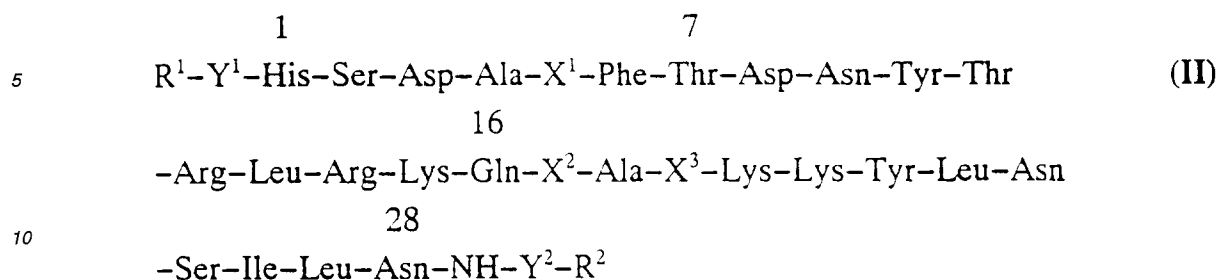 1 7
5 R¹–Y¹–His–Ser–Asp–Ala–X¹–Phe–Thr–Asp–Asn–Tyr–Thr (II)
16
–Arg–Leu–Arg–Lys–Gln–X²–Ala–X³–Lys–Lys–Tyr–Leu–Asn
28
10 –Ser–Ile–Leu–Asn–NH–Y²–R²